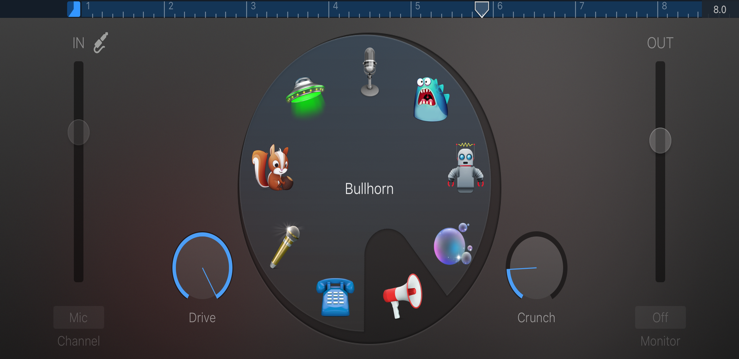 1 2 3 4 5 6 7 8 8.0
IN OUT
Bullhorn
Drive Crunch
Mic Off
Channel Monitor